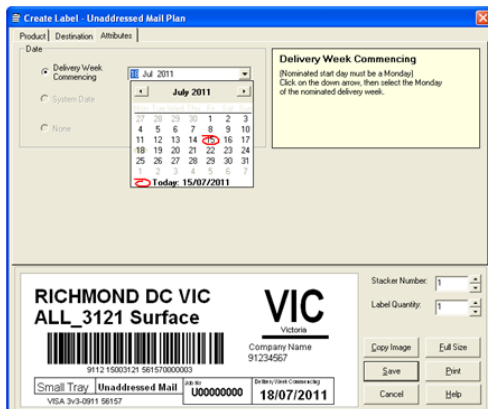 Create Label - Unaddressed Mail Plan
Product Destination Attributes
Date
Delivery Week Commencing
18 Jul 2011
System Date
None
July 2011
Mon Tue Wed Thu Fri Sat Sun
27 28 29 30 1 2 3
4 5 6 7 8 9 10
11 12 13 14 15 16 17
18 19 20 21 22 23 24
25 26 27 28 29 30 31
1 2 3 4 5 6 7
Today: 15/07/2011
Delivery Week Commencing
(Nominated start day must be a Monday)
Click on the down arrow, then select the Monday
of the nominated delivery week.
RICHMOND DC VIC
ALL_3121 Surface
9112 15003121 561570000003
VIC
Victoria
Company Name
91234567
Small Tray Unaddressed Mail
Job Nr
U00000000
Delivery Week Commencing
18/07/2011
VISA 3v3-0911 56157
Stacker Number: 1
Label Quantity: 1
Copy Image Full Size
Save Print
Cancel Help